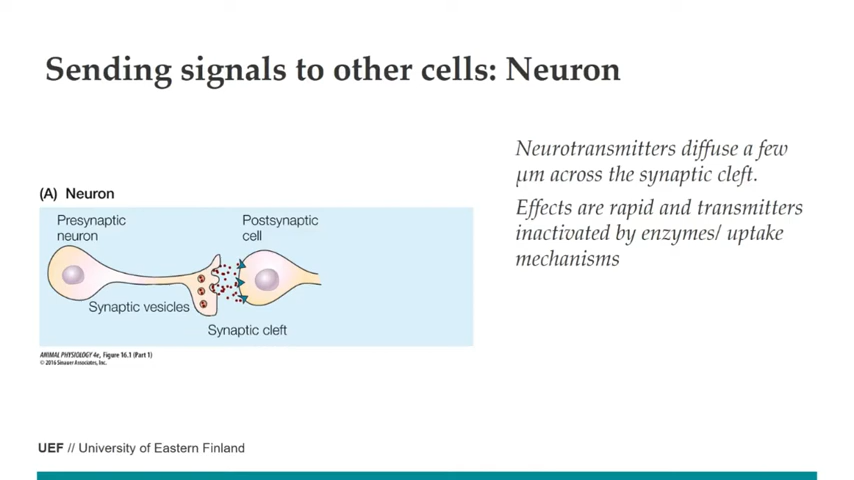 Sending signals to other cells: Neuron
Neurotransmitters diffuse a few
µm across the synaptic cleft.
Effects are rapid and transmitters
inactivated by enzymes/ uptake
mechanisms
(A) Neuron
Presynaptic
neuron
Postsynaptic
cell
Synaptic vesicles
Synaptic cleft
ANIMAL PHYSIOLOGY 4e, Figure 16.1 (Part 1)
© 2016 Sinauer Associates, Inc.
UEF // University of Eastern Finland